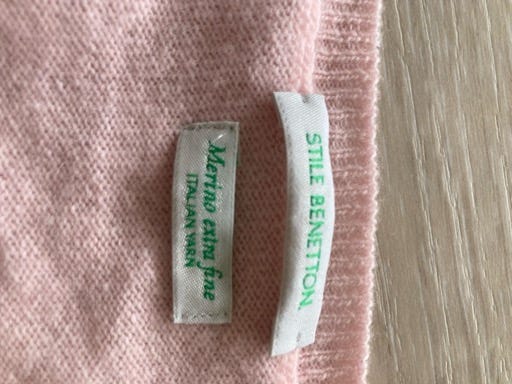 STILE BENETTON
Merino extra fine
ITALIAN YARN